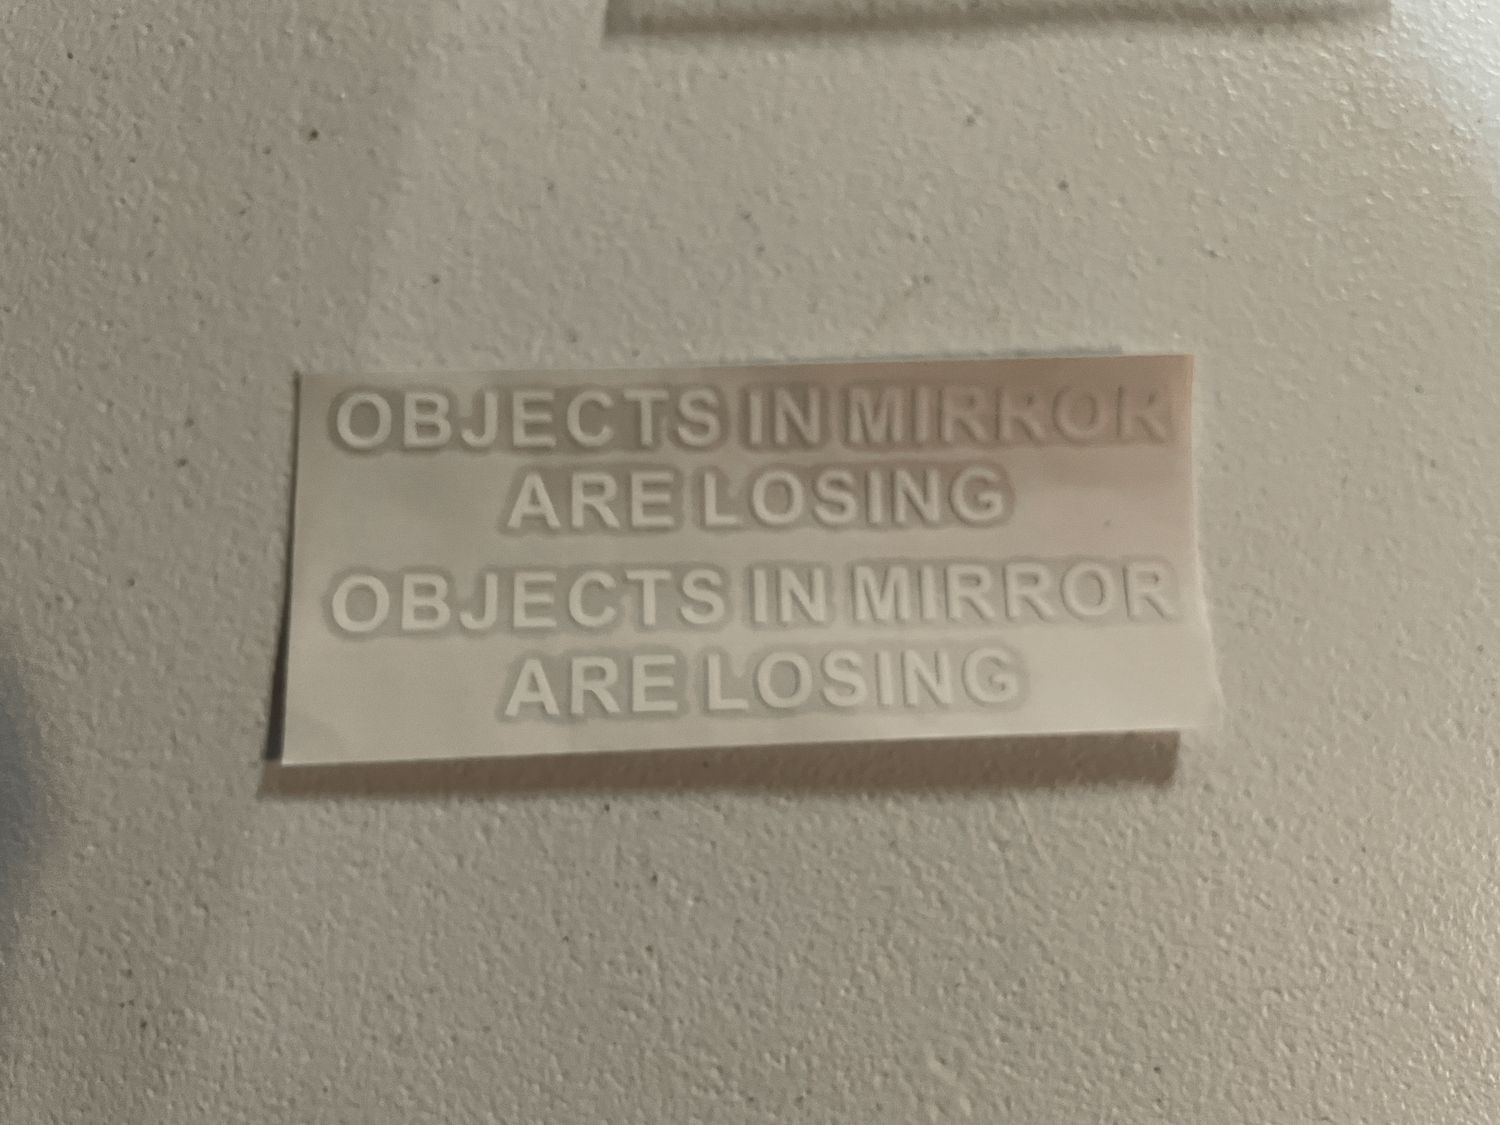 OBJECTS IN MIRROR
ARE LOSING
OBJECTS IN MIRROR
ARE LOSING